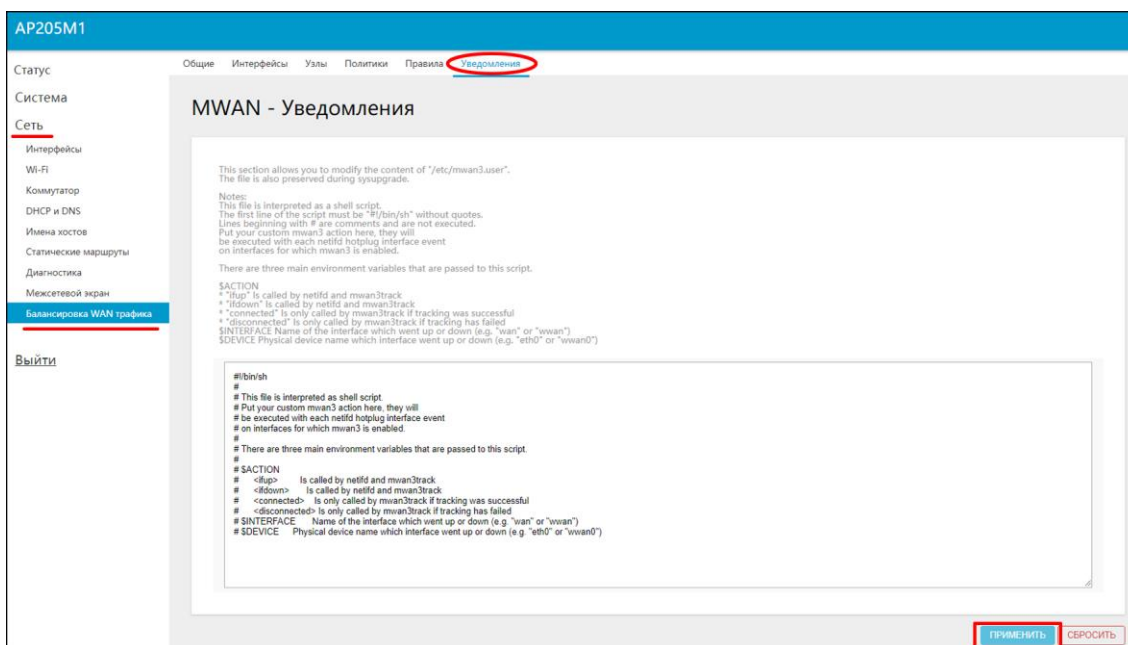 AP205M1
Статус
Система
Сеть
Интерфейсы
Wi-Fi
Коммутатор
DHCP и DNS
Имена хостов
Статические маршруты
Диагностика
Межсетевой экран
Балансировка WAN трафика
Выйти
Общие Интерфейсы Узлы Политики Правила Уведомления
MWAN - Уведомления
This section allows you to modify the content of "/etc/mwan3.user".
The file is also preserved during sysupgrade.
Notes:
This file is interpreted as a shell script.
The first line of the script must be "#!/bin/sh" without quotes.
Lines beginning with # are comments and are not executed.
Put your custom mwan3 action here, they will
be executed with each netifd hotplug interface event
on interfaces for which mwan3 is enabled.
There are three main environment variables that are passed to this script.
$ACTION
* "ifup" Is called by netifd and mwan3track
* "ifdown" Is called by netifd and mwan3track
* "connected" Is only called by mwan3track if tracking was successful
* "disconnected" Is only called by mwan3track if tracking has failed
$INTERFACE Name of the interface which went up or down (e.g. "wan" or "wwan")
$DEVICE Physical device name which interface went up or down (e.g. "eth0" or "wwan0")
#!/bin/sh
#
# This file is interpreted as shell script.
# Put your custom mwan3 action here, they will
# be executed with each netifd hotplug interface event
# on interfaces for which mwan3 is enabled.
#
# There are three main environment variables that are passed to this script.
#
# $ACTION
# <ifup> Is called by netifd and mwan3track
# <ifdown> Is called by netifd and mwan3track
# <connected> Is only called by mwan3track if tracking was successful
# <disconnected> Is only called by mwan3track if tracking has failed
# $INTERFACE Name of the interface which went up or down (e.g. "wan" or "wwan")
# $DEVICE Physical device name which interface went up or down (e.g. "eth0" or "wwan0")
ПРИМЕНИТЬ СБРОСИТЬ